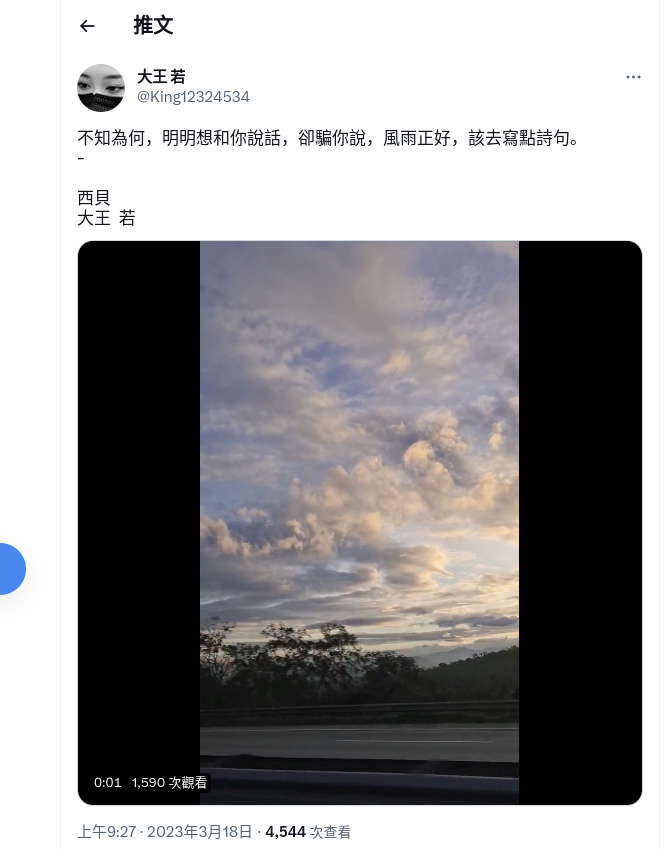 推文
大王 若
@King12324534
不知為何，明明想和你說話，卻騙你說，風雨正好，該去寫點詩句。
-
西貝
大王 若
0:01 1,590 次觀看
上午9:27 · 2023年3月18日 · 4,544 次查看